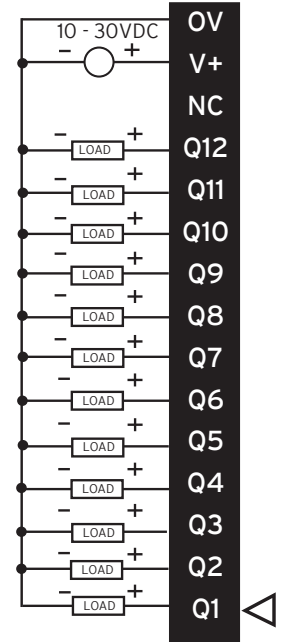 10 - 30VDC 0V
− + V+
NC
− LOAD + Q12
− LOAD + Q11
− LOAD + Q10
− LOAD + Q9
− LOAD + Q8
− LOAD + Q7
− LOAD + Q6
− LOAD + Q5
− LOAD + Q4
− LOAD + Q3
− LOAD + Q2
− LOAD + Q1